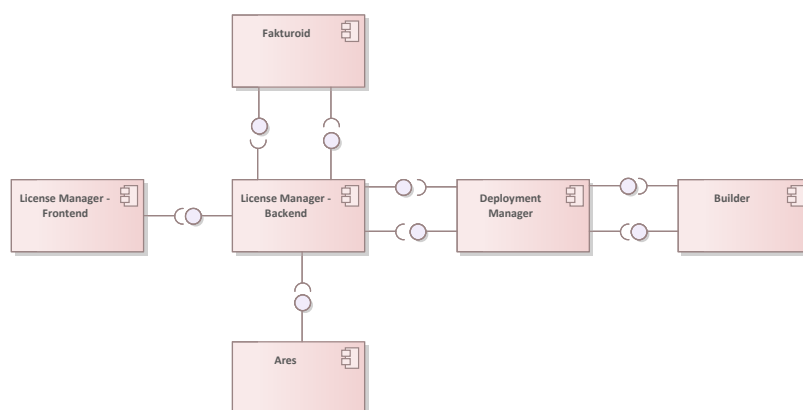 Fakturoid
License Manager -
Frontend
License Manager -
Backend
Deployment
Manager
Builder
Ares